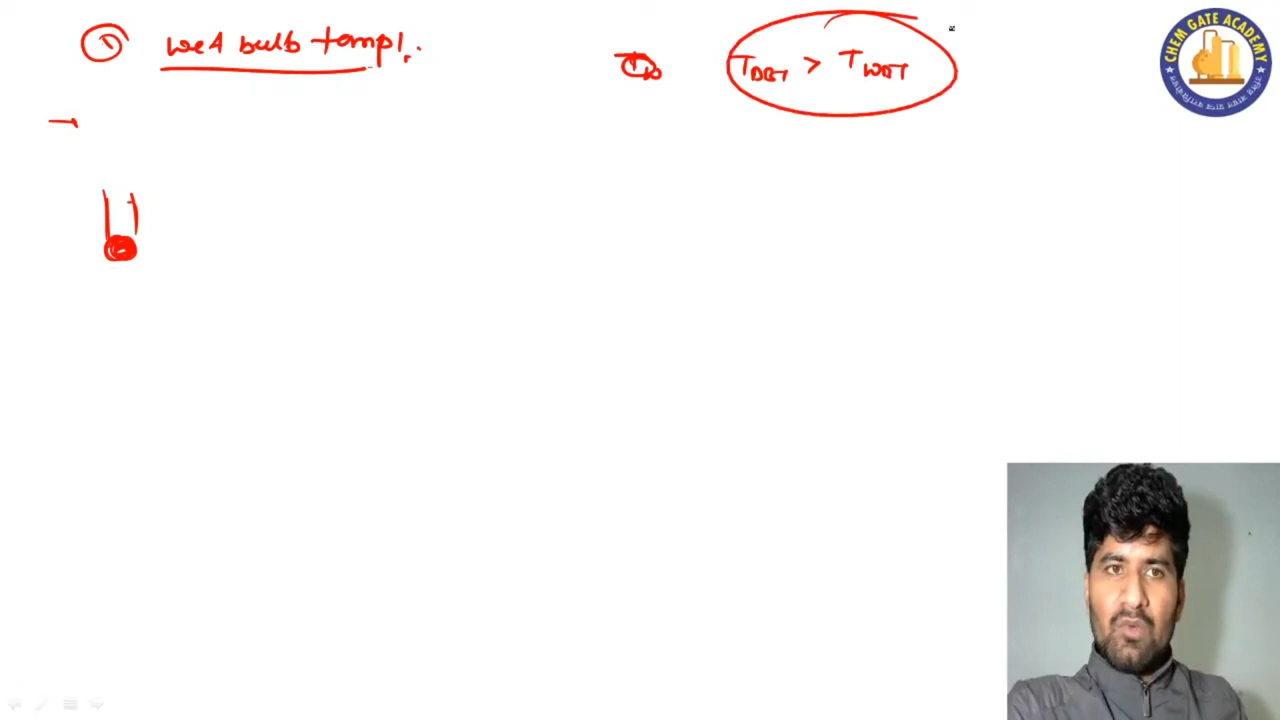 ① wet bulb temp.
T_DBT > T_WBT
CHEM GATE ACADEMY